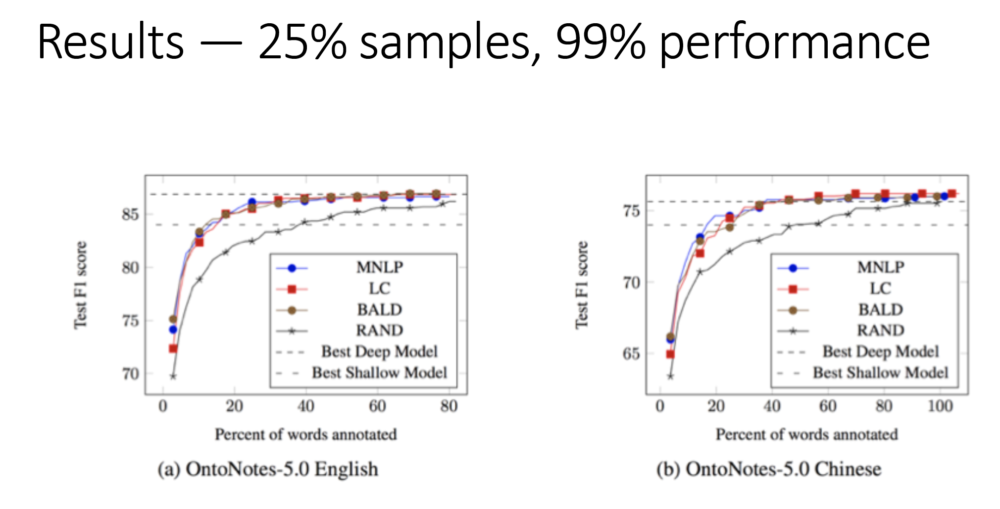 Results — 25% samples, 99% performance
85
80
75
70
Test F1 score
MNLP
LC
BALD
RAND
Best Deep Model
Best Shallow Model
0 20 40 60 80
Percent of words annotated
(a) OntoNotes-5.0 English
75
70
65
Test F1 score
MNLP
LC
BALD
RAND
Best Deep Model
Best Shallow Model
0 20 40 60 80 100
Percent of words annotated
(b) OntoNotes-5.0 Chinese